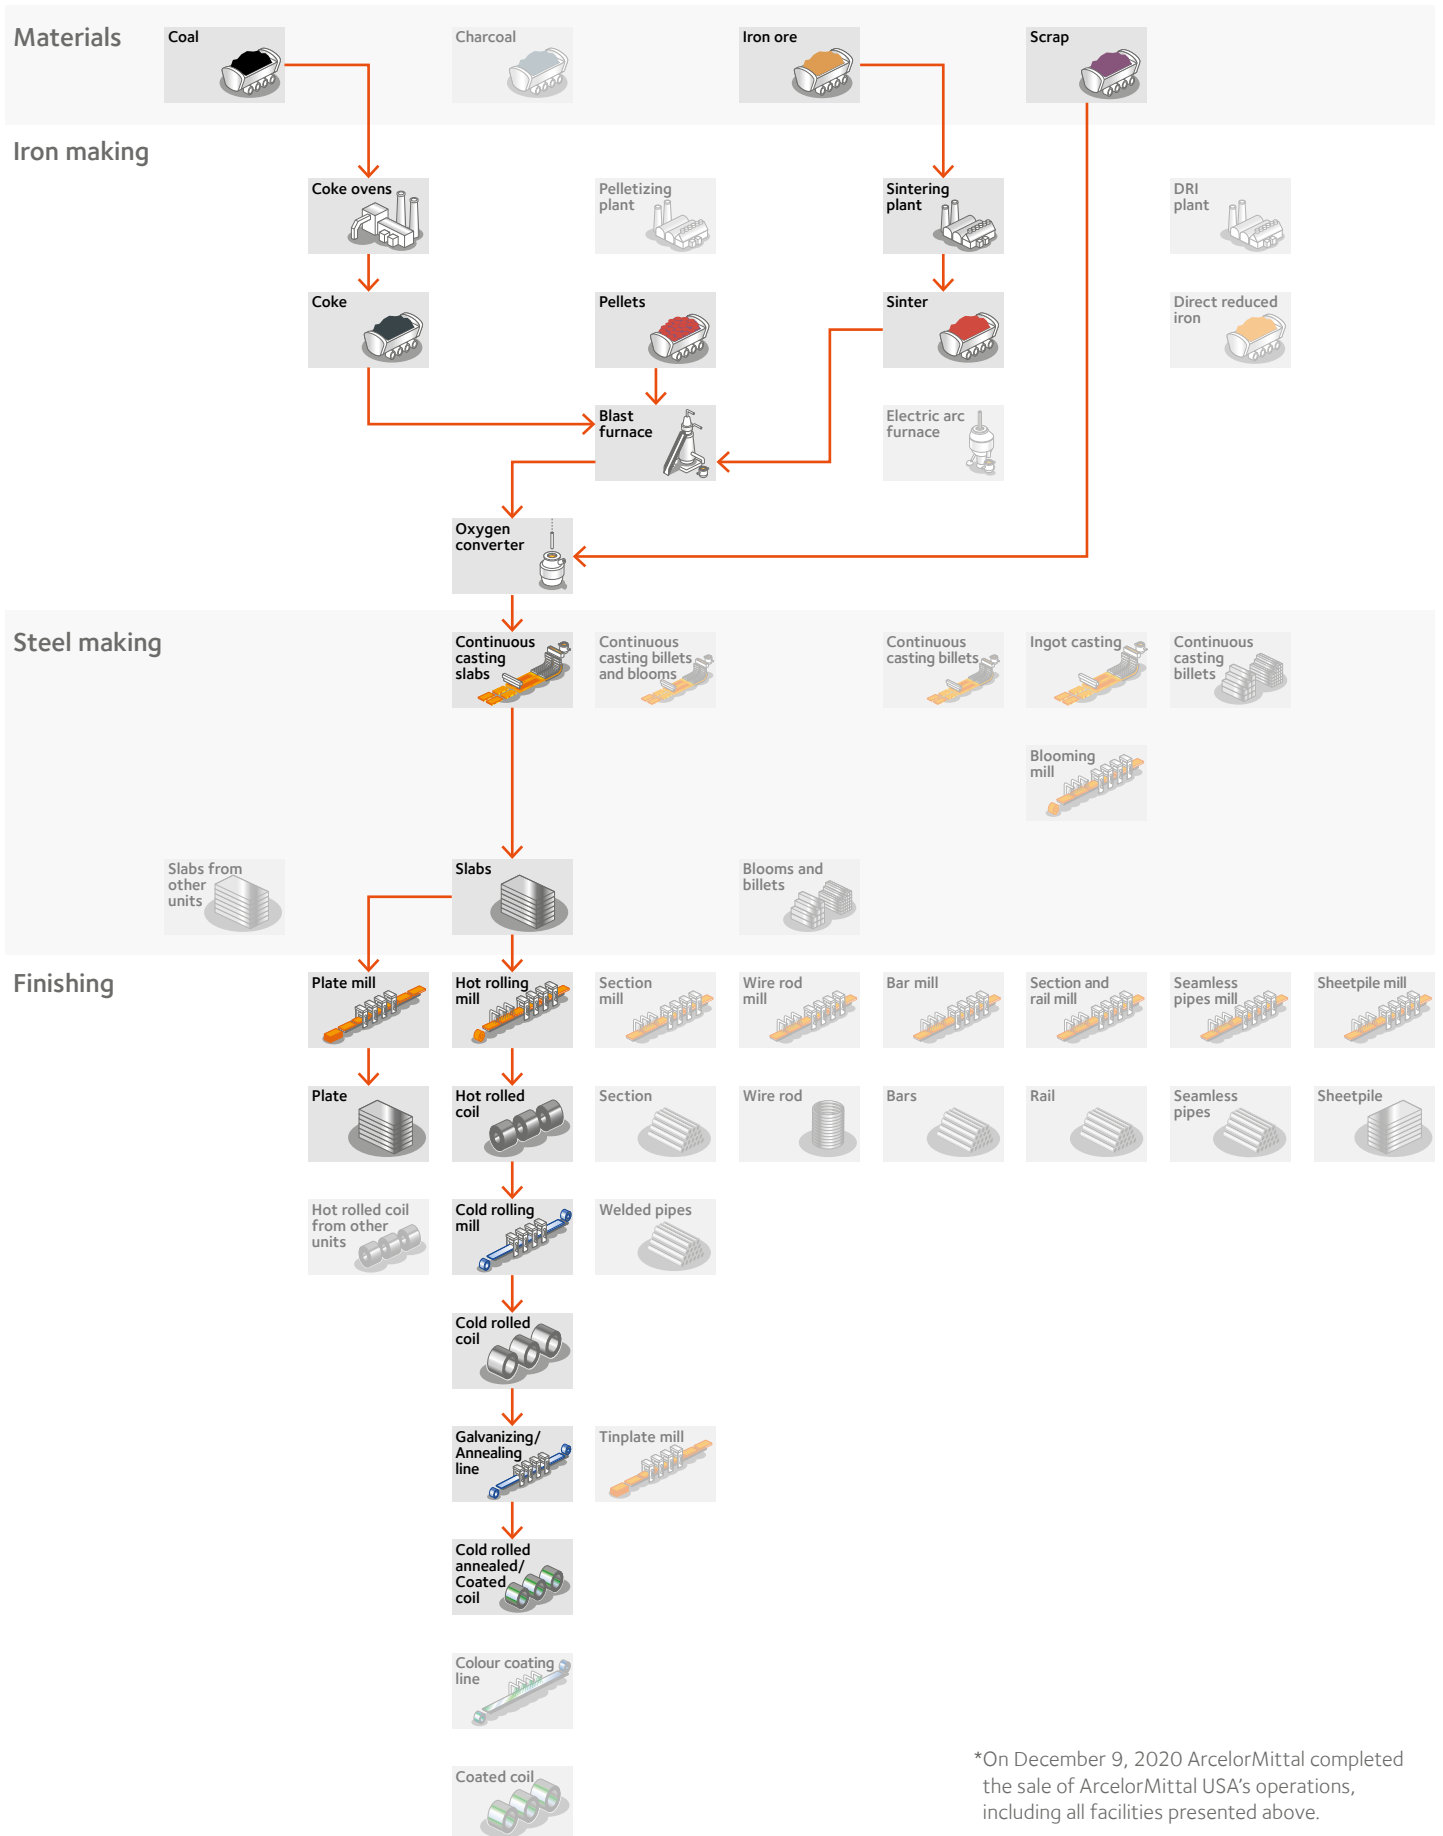 Materials
Coal
Charcoal
Iron ore
Scrap
Iron making
Coke ovens
Pelletizing
plant
Sintering
plant
DRI
plant
Coke
Pellets
Sinter
Direct reduced
iron
Blast
furnace
Electric arc
furnace
Oxygen
converter
Steel making
Continuous
casting
slabs
Continuous
casting billets
and blooms
Continuous
casting billets
Ingot casting
Continuous
casting
billets
Blooming
mill
Slabs from
other
units
Slabs
Blooms and
billets
Finishing
Plate mill
Hot rolling
mill
Section
mill
Wire rod
mill
Bar mill
Section and
rail mill
Seamless
pipes mill
Sheetpile mill
Plate
Hot rolled
coil
Section
Wire rod
Bars
Rail
Seamless
pipes
Sheetpile
Hot rolled coil
from other
units
Cold rolling
mill
Welded pipes
Cold rolled
coil
Galvanizing/
Annealing
line
Tinplate mill
Cold rolled
annealed/
Coated
coil
Colour coating
line
Coated coil
*On December 9, 2020 ArcelorMittal completed
the sale of ArcelorMittal USA's operations,
including all facilities presented above.